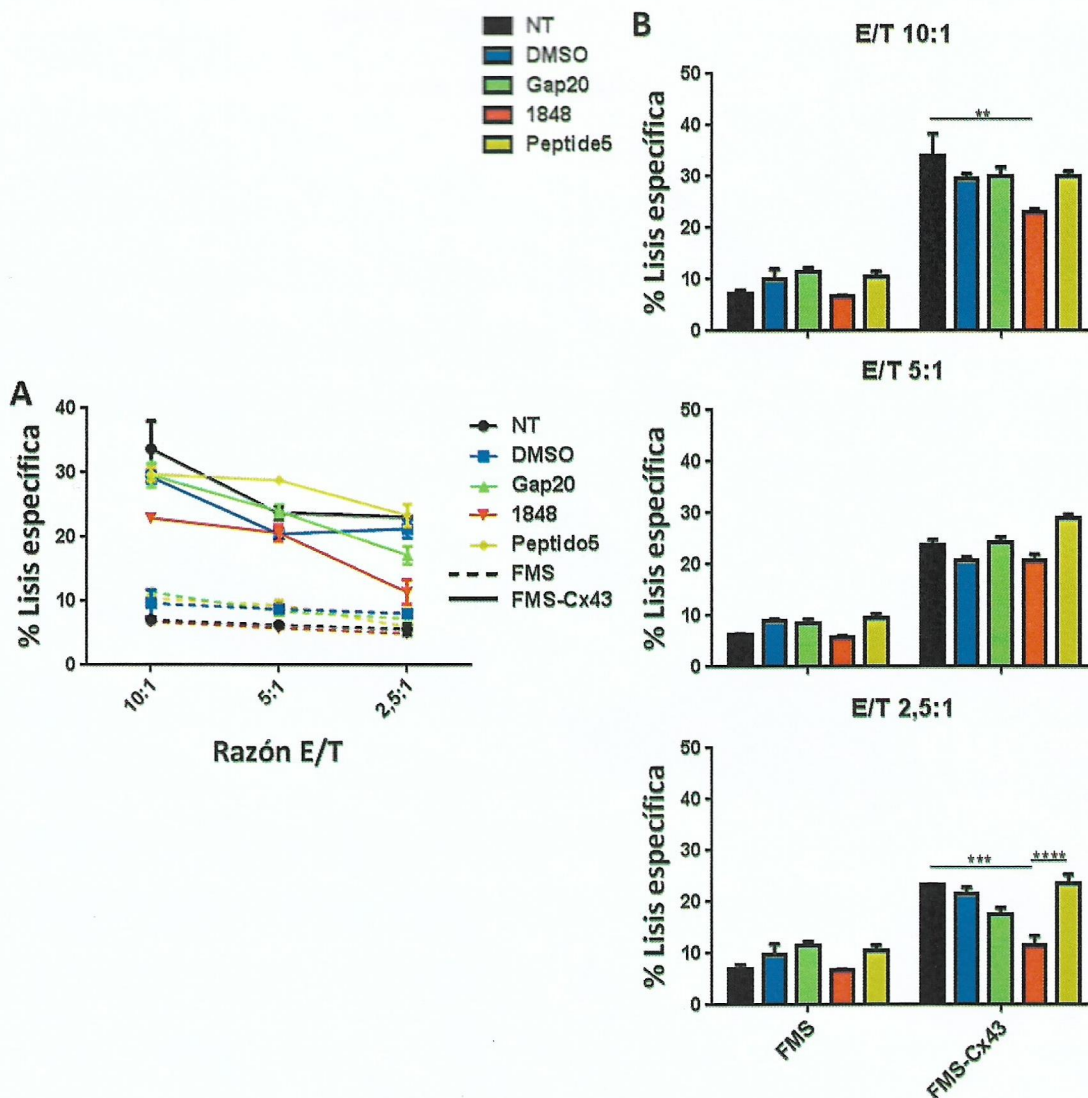 NT
DMSO
Gap20
1848
Peptide5
B
E/T 10:1
% Lisis específica
50
40
30
20
10
0
**
E/T 5:1
% Lisis específica
50
40
30
20
10
0
E/T 2,5:1
% Lisis específica
50
40
30
20
10
0
***
****
FMS
FMS-Cx43
A
% Lisis específica
40
30
20
10
0
10:1
5:1
2,5:1
Razón E/T
NT
DMSO
Gap20
1848
Peptido5
FMS
FMS-Cx43